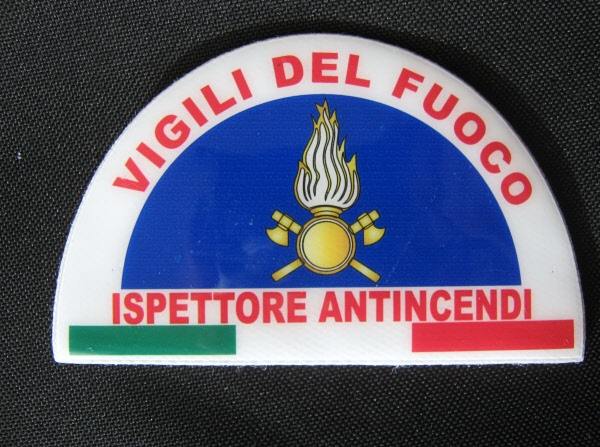 VIGILI DEL FUOCO
ISPETTORE ANTINCENDI